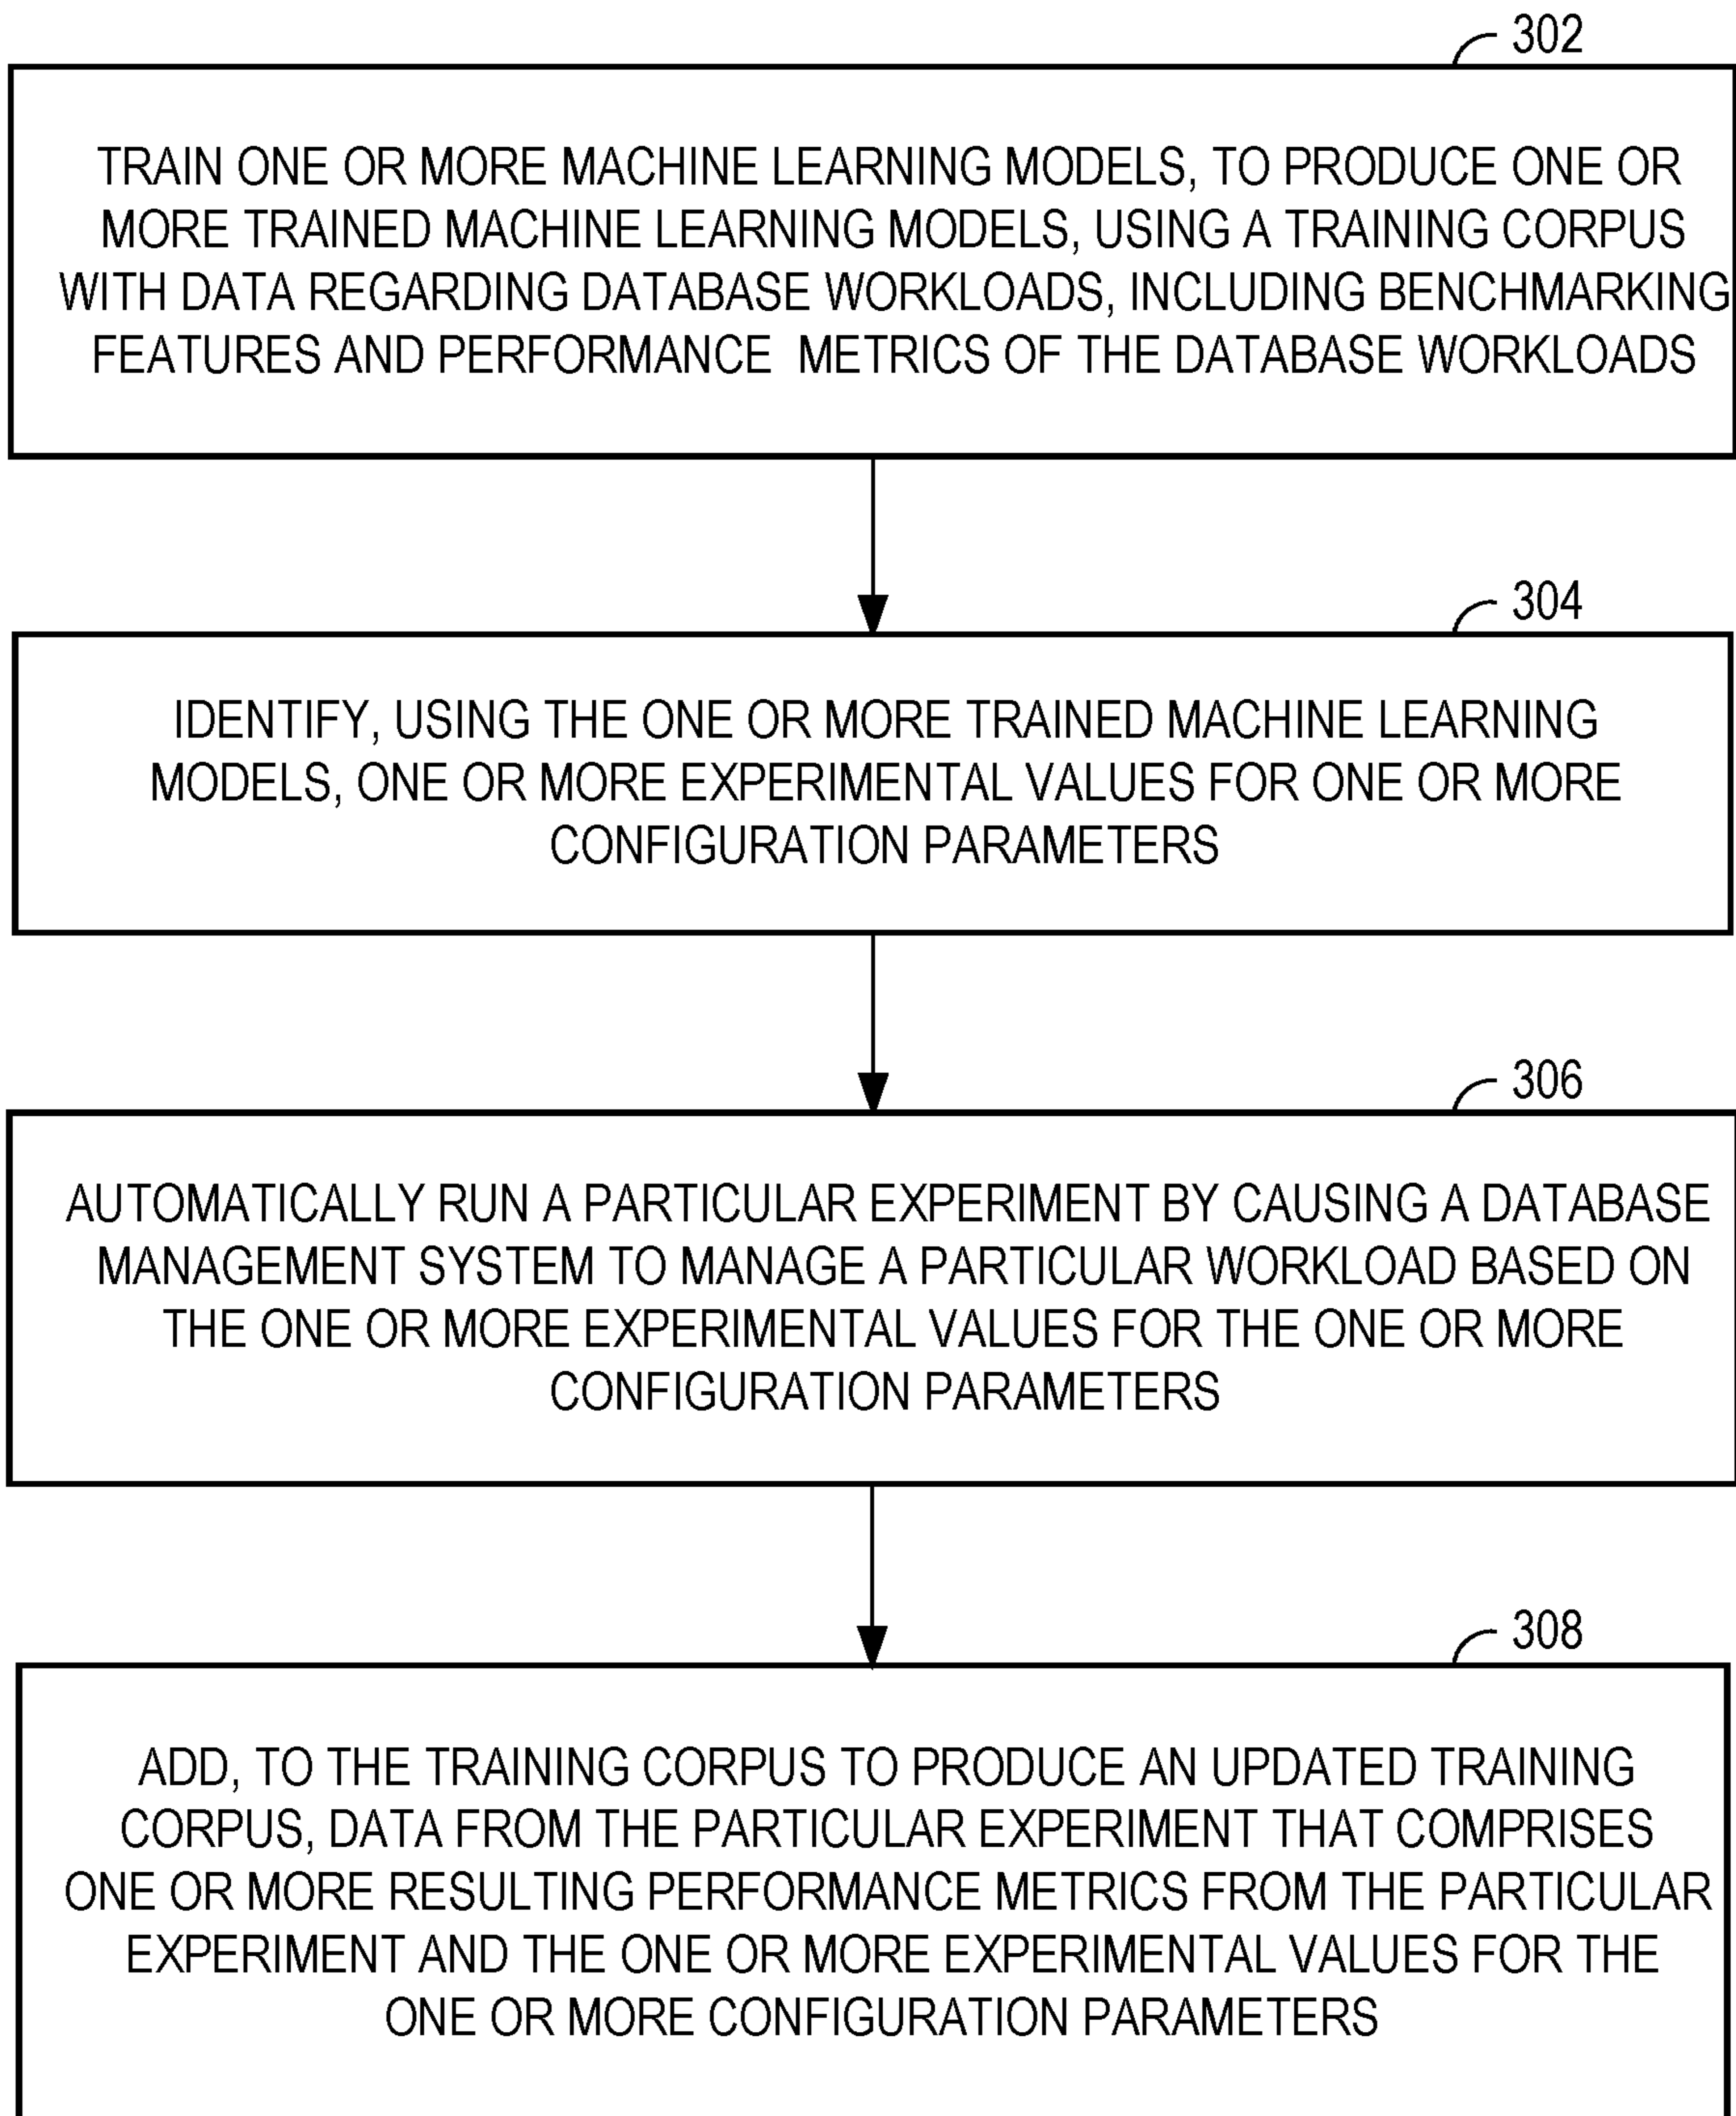 302
TRAIN ONE OR MORE MACHINE LEARNING MODELS, TO PRODUCE ONE OR
MORE TRAINED MACHINE LEARNING MODELS, USING A TRAINING CORPUS
WITH DATA REGARDING DATABASE WORKLOADS, INCLUDING BENCHMARKING
FEATURES AND PERFORMANCE METRICS OF THE DATABASE WORKLOADS
304
IDENTIFY, USING THE ONE OR MORE TRAINED MACHINE LEARNING
MODELS, ONE OR MORE EXPERIMENTAL VALUES FOR ONE OR MORE
CONFIGURATION PARAMETERS
306
AUTOMATICALLY RUN A PARTICULAR EXPERIMENT BY CAUSING A DATABASE
MANAGEMENT SYSTEM TO MANAGE A PARTICULAR WORKLOAD BASED ON
THE ONE OR MORE EXPERIMENTAL VALUES FOR THE ONE OR MORE
CONFIGURATION PARAMETERS
308
ADD, TO THE TRAINING CORPUS TO PRODUCE AN UPDATED TRAINING
CORPUS, DATA FROM THE PARTICULAR EXPERIMENT THAT COMPRISES
ONE OR MORE RESULTING PERFORMANCE METRICS FROM THE PARTICULAR
EXPERIMENT AND THE ONE OR MORE EXPERIMENTAL VALUES FOR THE
ONE OR MORE CONFIGURATION PARAMETERS